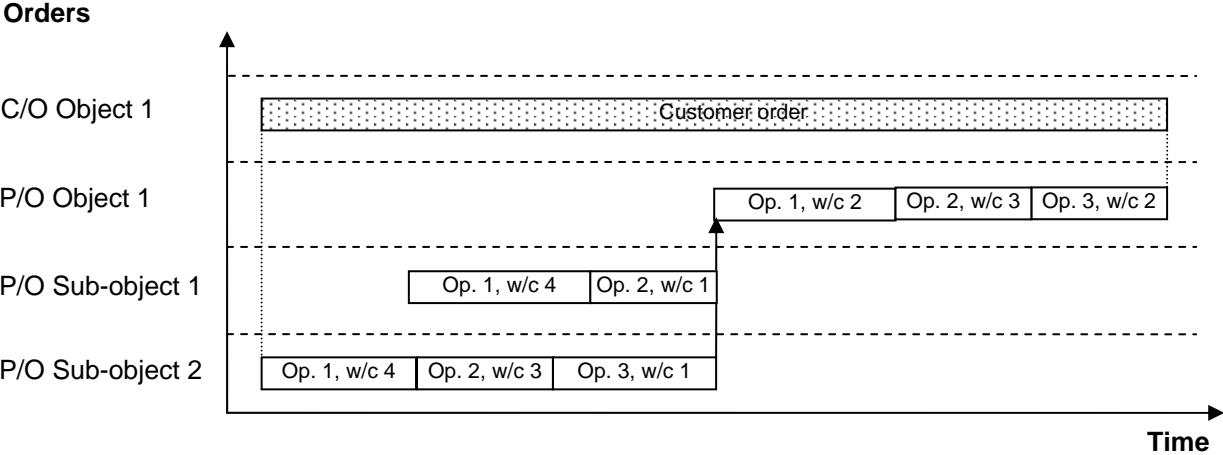 Orders
C/O Object 1
Customer order
P/O Object 1
Op. 1, w/c 2
Op. 2, w/c 3
Op. 3, w/c 2
P/O Sub-object 1
Op. 1, w/c 4
Op. 2, w/c 1
P/O Sub-object 2
Op. 1, w/c 4
Op. 2, w/c 3
Op. 3, w/c 1
Time